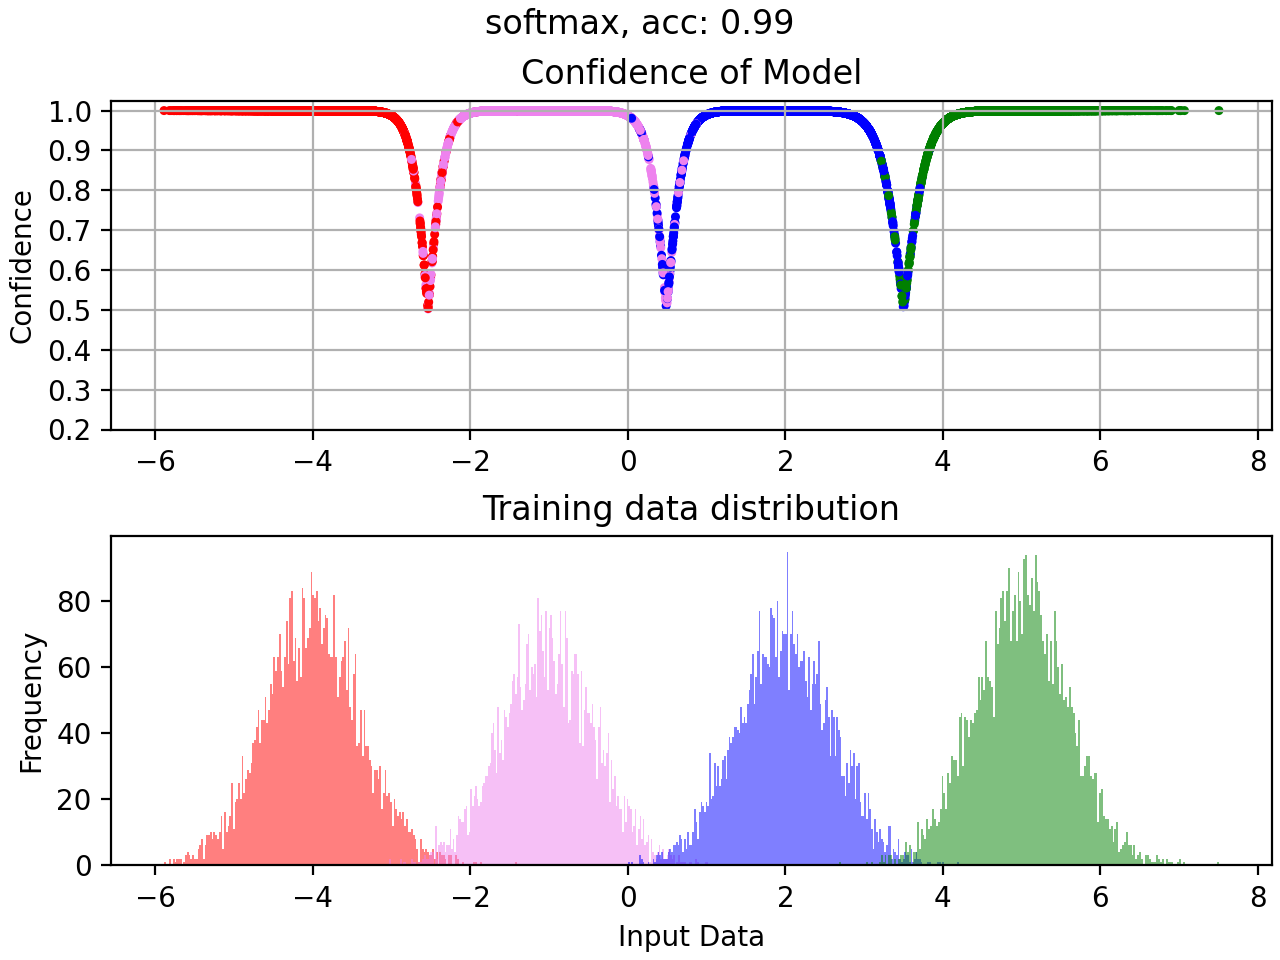 softmax, acc: 0.99
Confidence of Model
1.0
0.9
0.8
0.7
0.6
0.5
0.4
0.3
0.2
Confidence
−6 −4 −2 0 2 4 6 8
Training data distribution
80
60
40
20
0
Frequency
−6 −4 −2 0 2 4 6 8
Input Data